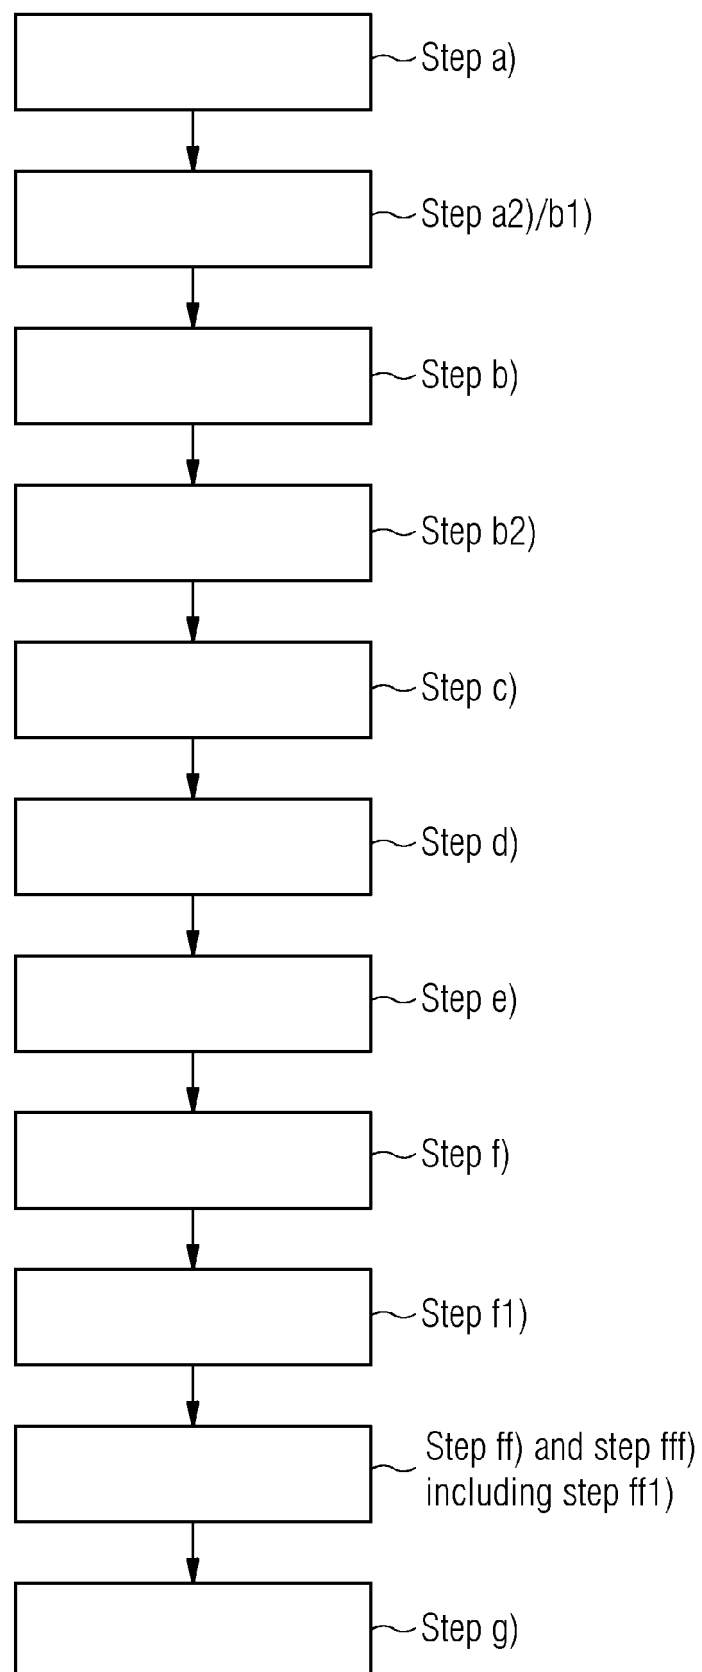 Step a)
Step a2)/b1)
Step b)
Step b2)
Step c)
Step d)
Step e)
Step f)
Step f1)
Step ff) and step fff)
including step ff1)
Step g)